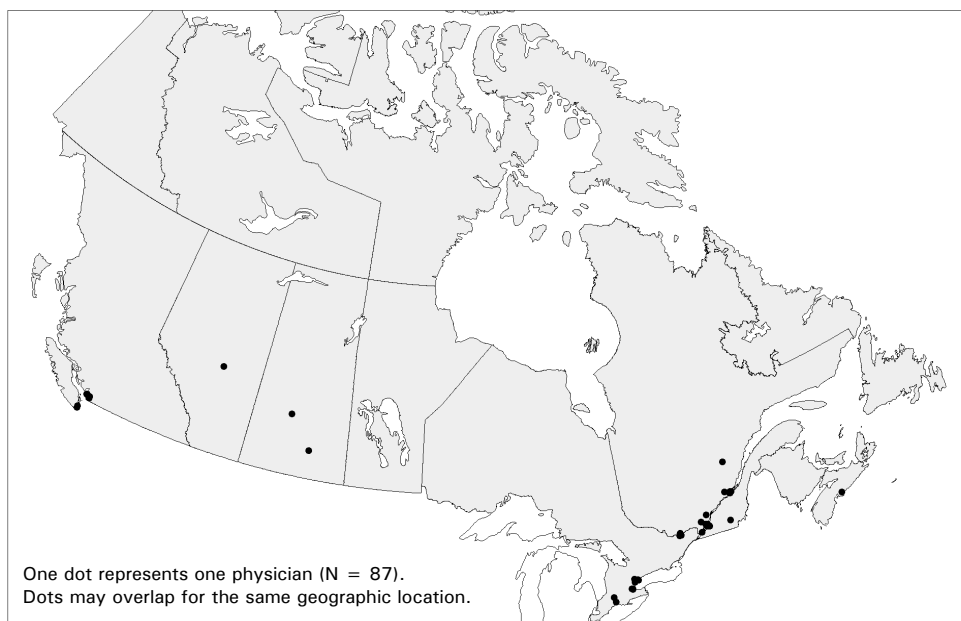 One dot represents one physician (N = 87).
Dots may overlap for the same geographic location.